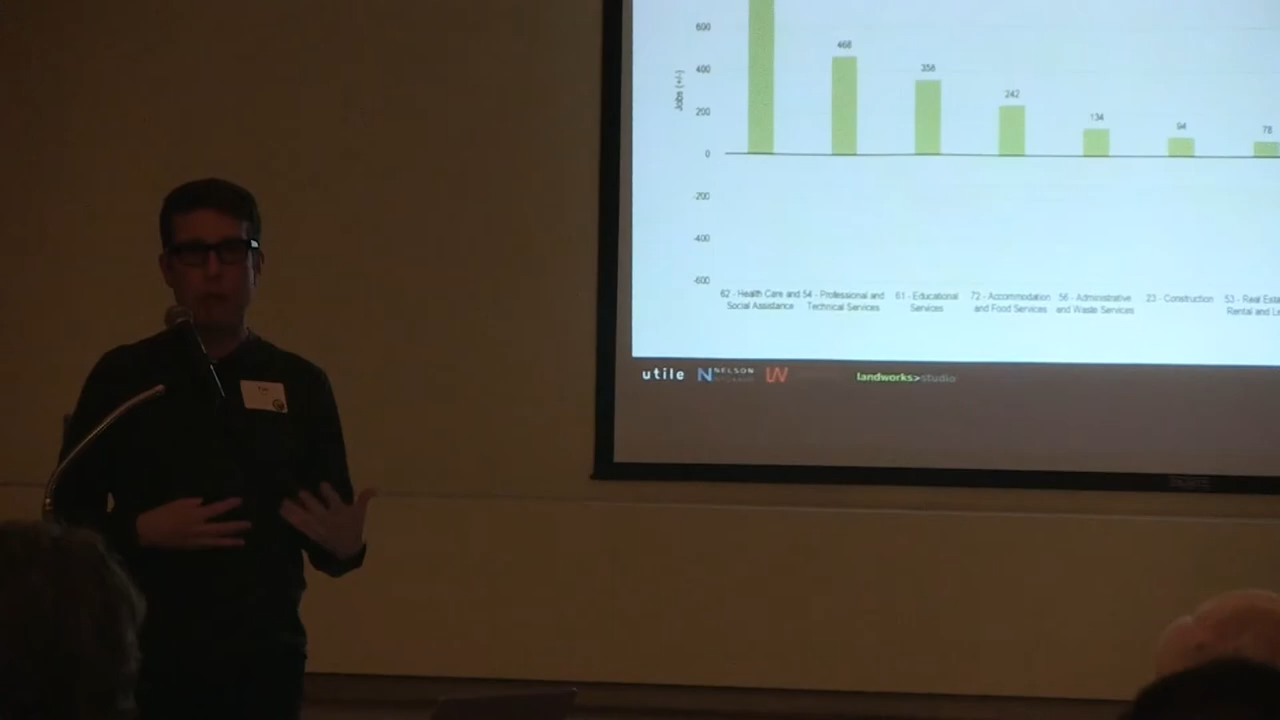 600
468
400
358
Jobs (+/-)
242
200
134
94
78
0
-200
-400
-600
62 - Health Care and
Social Assistance
54 - Professional and
Technical Services
61 - Educational
Services
72 - Accommodation
and Food Services
56 - Administrative
and Waste Services
23 - Construction
53 - Real Esta
Rental and Le
utile
NELSON
landworks>studio